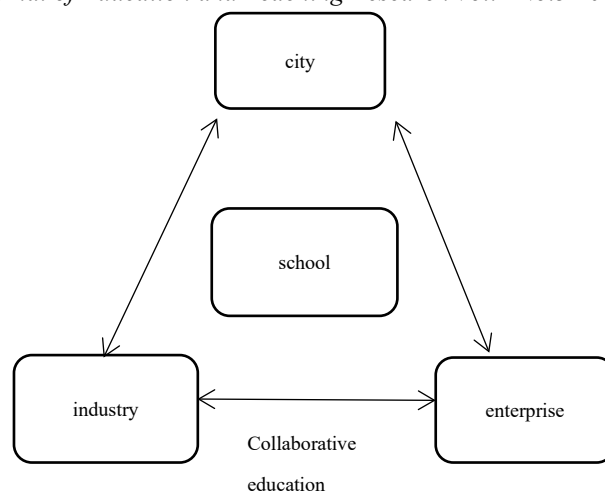 city
school
industry
enterprise
Collaborative
education